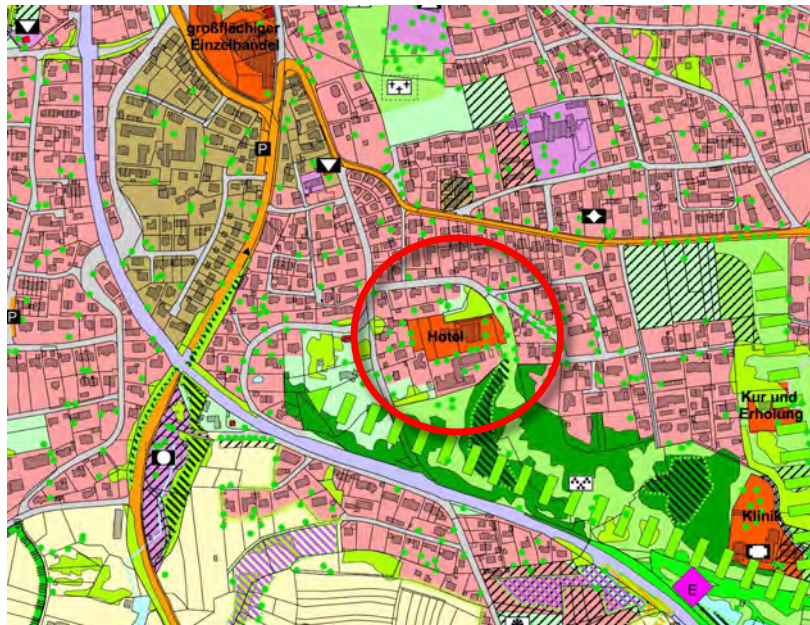 großflächiger
Einzelhandel
P
Hotel
P
Kur und
Erholung
Klinik
E